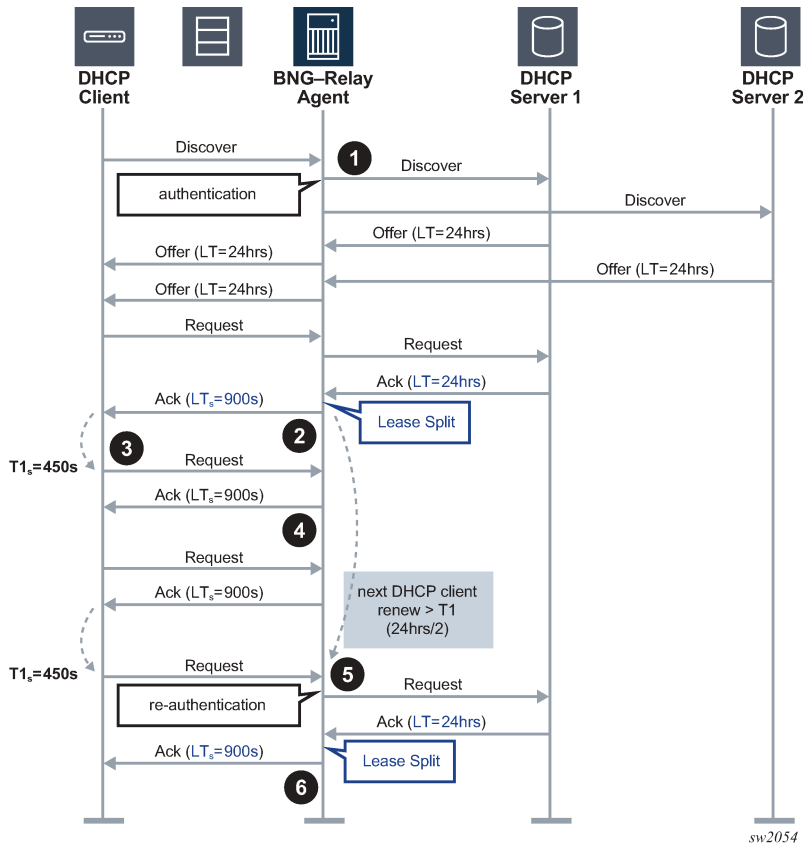 DHCP
Client
BNG–Relay
Agent
DHCP
Server 1
DHCP
Server 2
Discover
1
Discover
authentication
Discover
Offer (LT=24hrs)
Offer (LT=24hrs)
Offer (LT=24hrs)
Offer (LT=24hrs)
Request
Request
Ack (LT=24hrs)
Ack (LTs=900s)
Lease Split
2
3
T1s=450s
Request
Ack (LTs=900s)
4
Request
Ack (LTs=900s)
next DHCP client
renew > T1
(24hrs/2)
T1s=450s
Request
5
Request
re-authentication
Ack (LT=24hrs)
Ack (LTs=900s)
Lease Split
6
sw2054